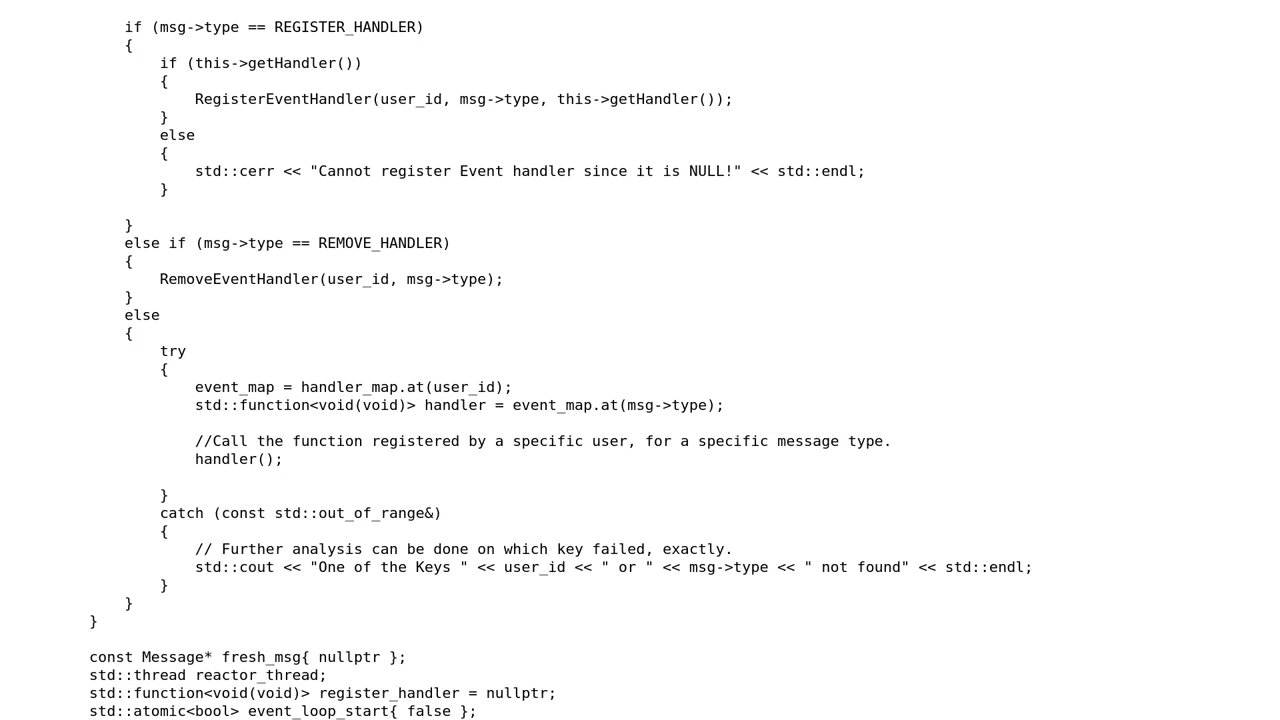 if (msg->type == REGISTER_HANDLER)
{
if (this->getHandler())
{
RegisterEventHandler(user_id, msg->type, this->getHandler());
}
else
{
std::cerr << "Cannot register Event handler since it is NULL!" << std::endl;
}
}
else if (msg->type == REMOVE_HANDLER)
{
RemoveEventHandler(user_id, msg->type);
}
else
{
try
{
event_map = handler_map.at(user_id);
std::function<void(void)> handler = event_map.at(msg->type);
//Call the function registered by a specific user, for a specific message type.
handler();
}
catch (const std::out_of_range&)
{
// Further analysis can be done on which key failed, exactly.
std::cout << "One of the Keys " << user_id << " or " << msg->type << " not found" << std::endl;
}
}
}
const Message* fresh_msg{ nullptr };
std::thread reactor_thread;
std::function<void(void)> register_handler = nullptr;
std::atomic<bool> event_loop_start{ false };